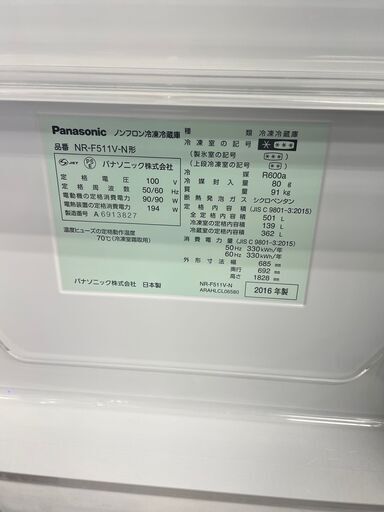 Panasonic ノンフロン冷凍冷蔵庫
品番 NR-F511V-N形
JET PSE パナソニック株式会社
定格電圧 100 V
定格周波数 50/60 Hz
電動機の定格消費電力 90/90 W
電熱装置の定格消費電力 194 W
製造番号 A 6913827
温度ヒューズの定格動作温度
70℃(冷凍室霜取用)
パナソニック株式会社 日本製
種類 冷凍冷蔵庫
冷凍室の記号 ****
(製氷室の記号 **)
(上段冷凍室の記号 **)
冷媒 R600a
冷媒封入量 80 g
質量 91 kg
断熱発泡ガス シクロペンタン
定格内容積 (JIS C 9801-3:2015)
全定格内容積 501 L
冷凍室内容積 139 L
冷蔵室内容積 362 L
消費電力量 (JIS C 9801-3:2015)
50Hz 330 kWh/年
60Hz 330 kWh/年
外形寸法 幅 685 mm
奥行 692 mm
高さ 1828 mm
NR-F511V-N
ARAHLCL06580
2016 年製